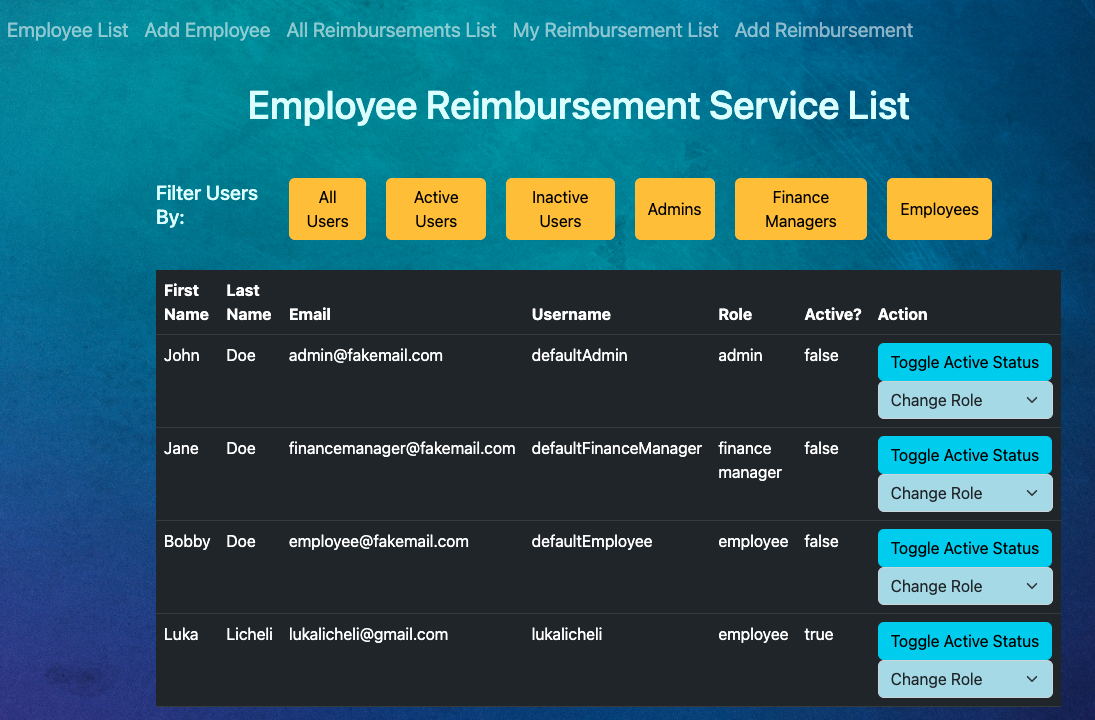 Employee List Add Employee All Reimbursements List My Reimbursement List Add Reimbursement
Employee Reimbursement Service List
Filter Users
By:
All
Users
Active
Users
Inactive
Users
Admins
Finance
Managers
Employees
First
Name
Last
Name
Email
Username
Role
Active?
Action
John Doe admin@fakemail.com defaultAdmin admin false Toggle Active Status
Change Role
Jane Doe financemanager@fakemail.com defaultFinanceManager finance false Toggle Active Status
manager Change Role
Bobby Doe employee@fakemail.com defaultEmployee employee false Toggle Active Status
Change Role
Luka Licheli lukalicheli@gmail.com lukalicheli employee true Toggle Active Status
Change Role